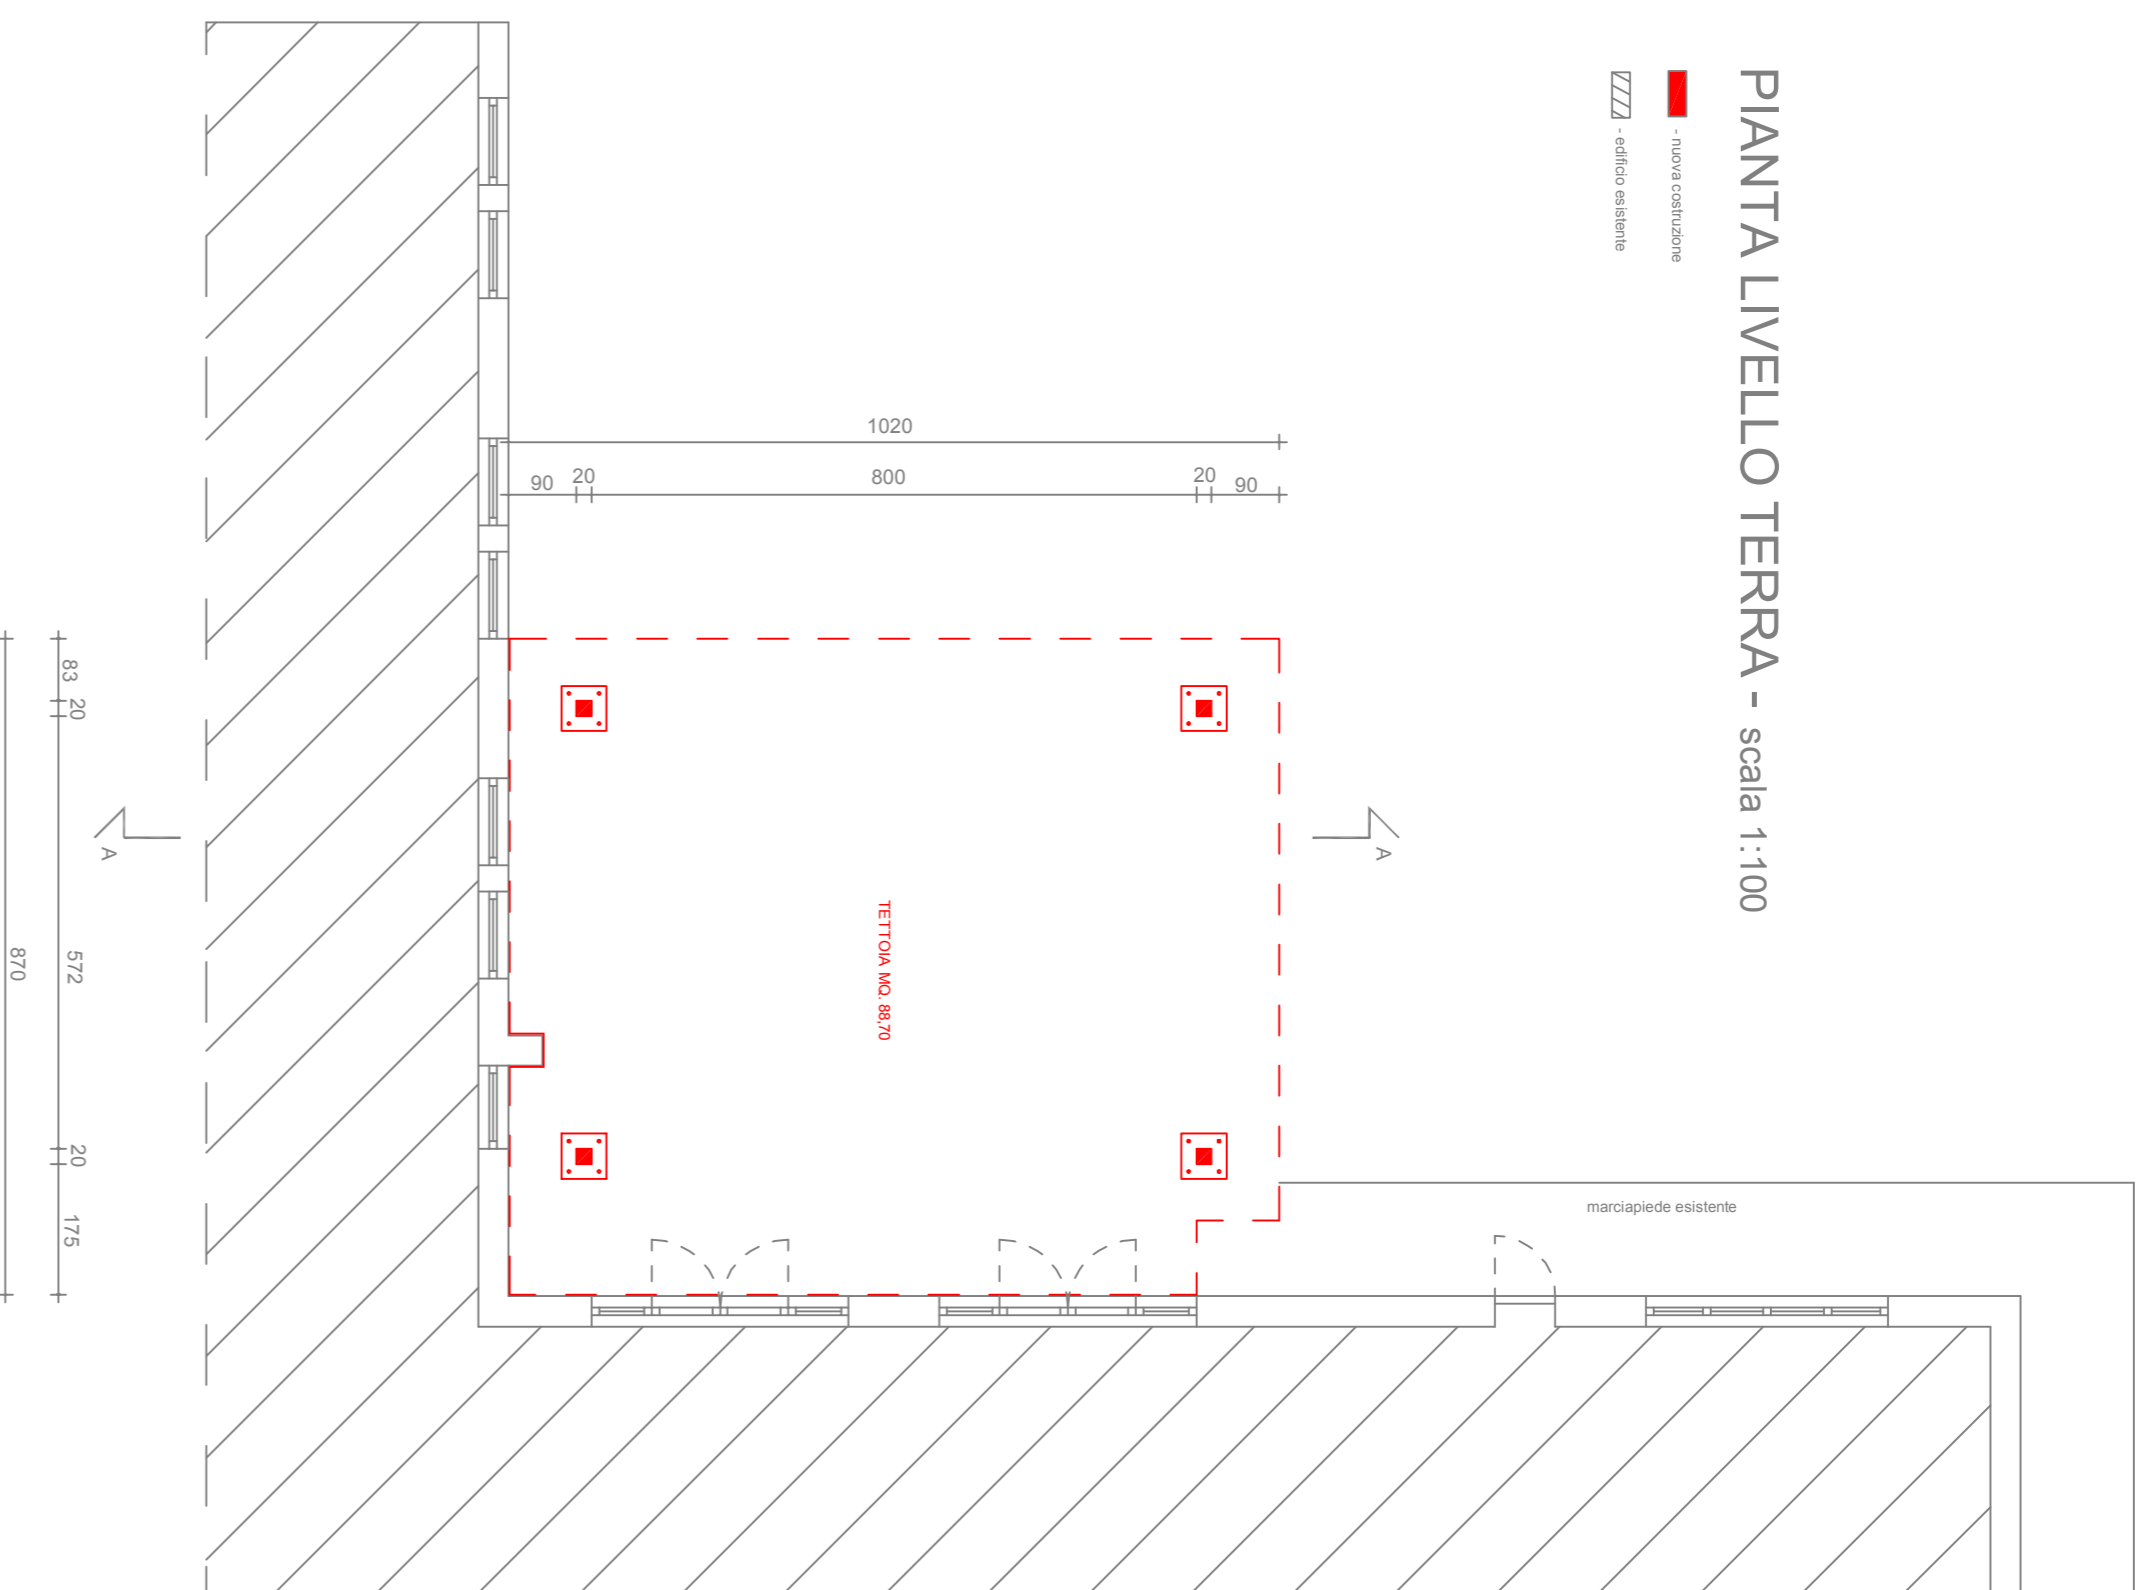 PIANTA LIVELLO TERRA - scala 1:100
- nuova costruzione
- edificio esistente
1020
90
20
800
20
90
83
20
572
20
175
870
A
A
TETTOIA MQ. 88,70
marciapiede esistente